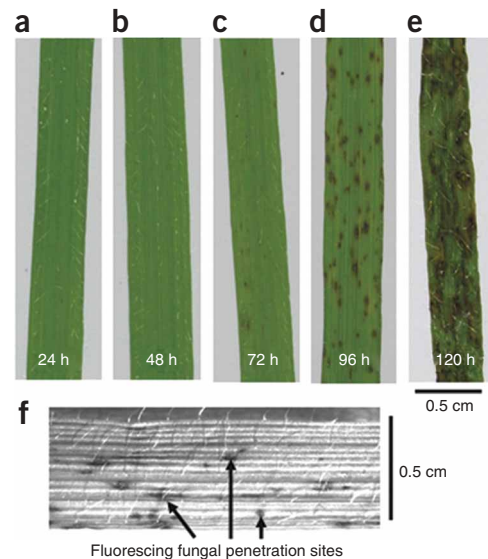 a
b
c
d
e
24 h
48 h
72 h
96 h
120 h
0.5 cm
f
0.5 cm
Fluorescing fungal penetration sites